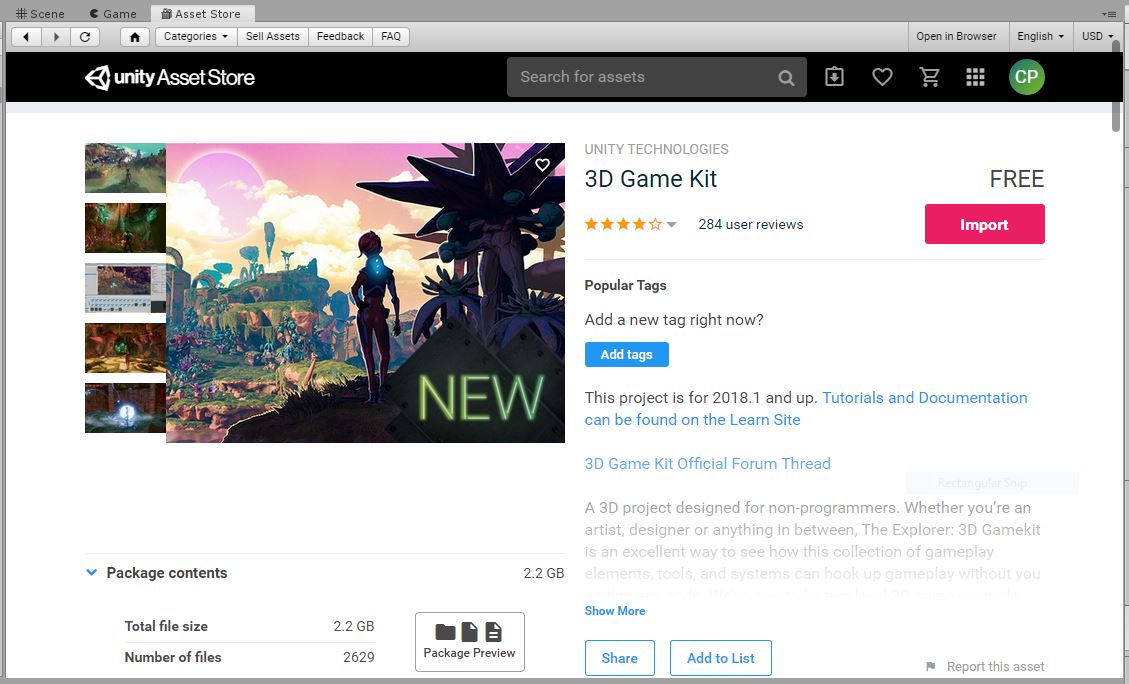 Scene Game Asset Store
Categories Sell Assets Feedback FAQ Open in Browser English USD
unity Asset Store Search for assets CP
UNITY TECHNOLOGIES
3D Game Kit FREE
284 user reviews Import
Popular Tags
Add a new tag right now?
Add tags
NEW
This project is for 2018.1 and up. Tutorials and Documentation
can be found on the Learn Site
3D Game Kit Official Forum Thread
Rectangular Snip
A 3D project designed for non-programmers. Whether you’re an
artist, designer or anything in between, The Explorer: 3D Gamekit
is an excellent way to see how this collection of gameplay
elements, tools, and systems can hook up gameplay without you
Show More
Package contents 2.2 GB
Total file size 2.2 GB
Number of files 2629
Package Preview
Share Add to List Report this asset